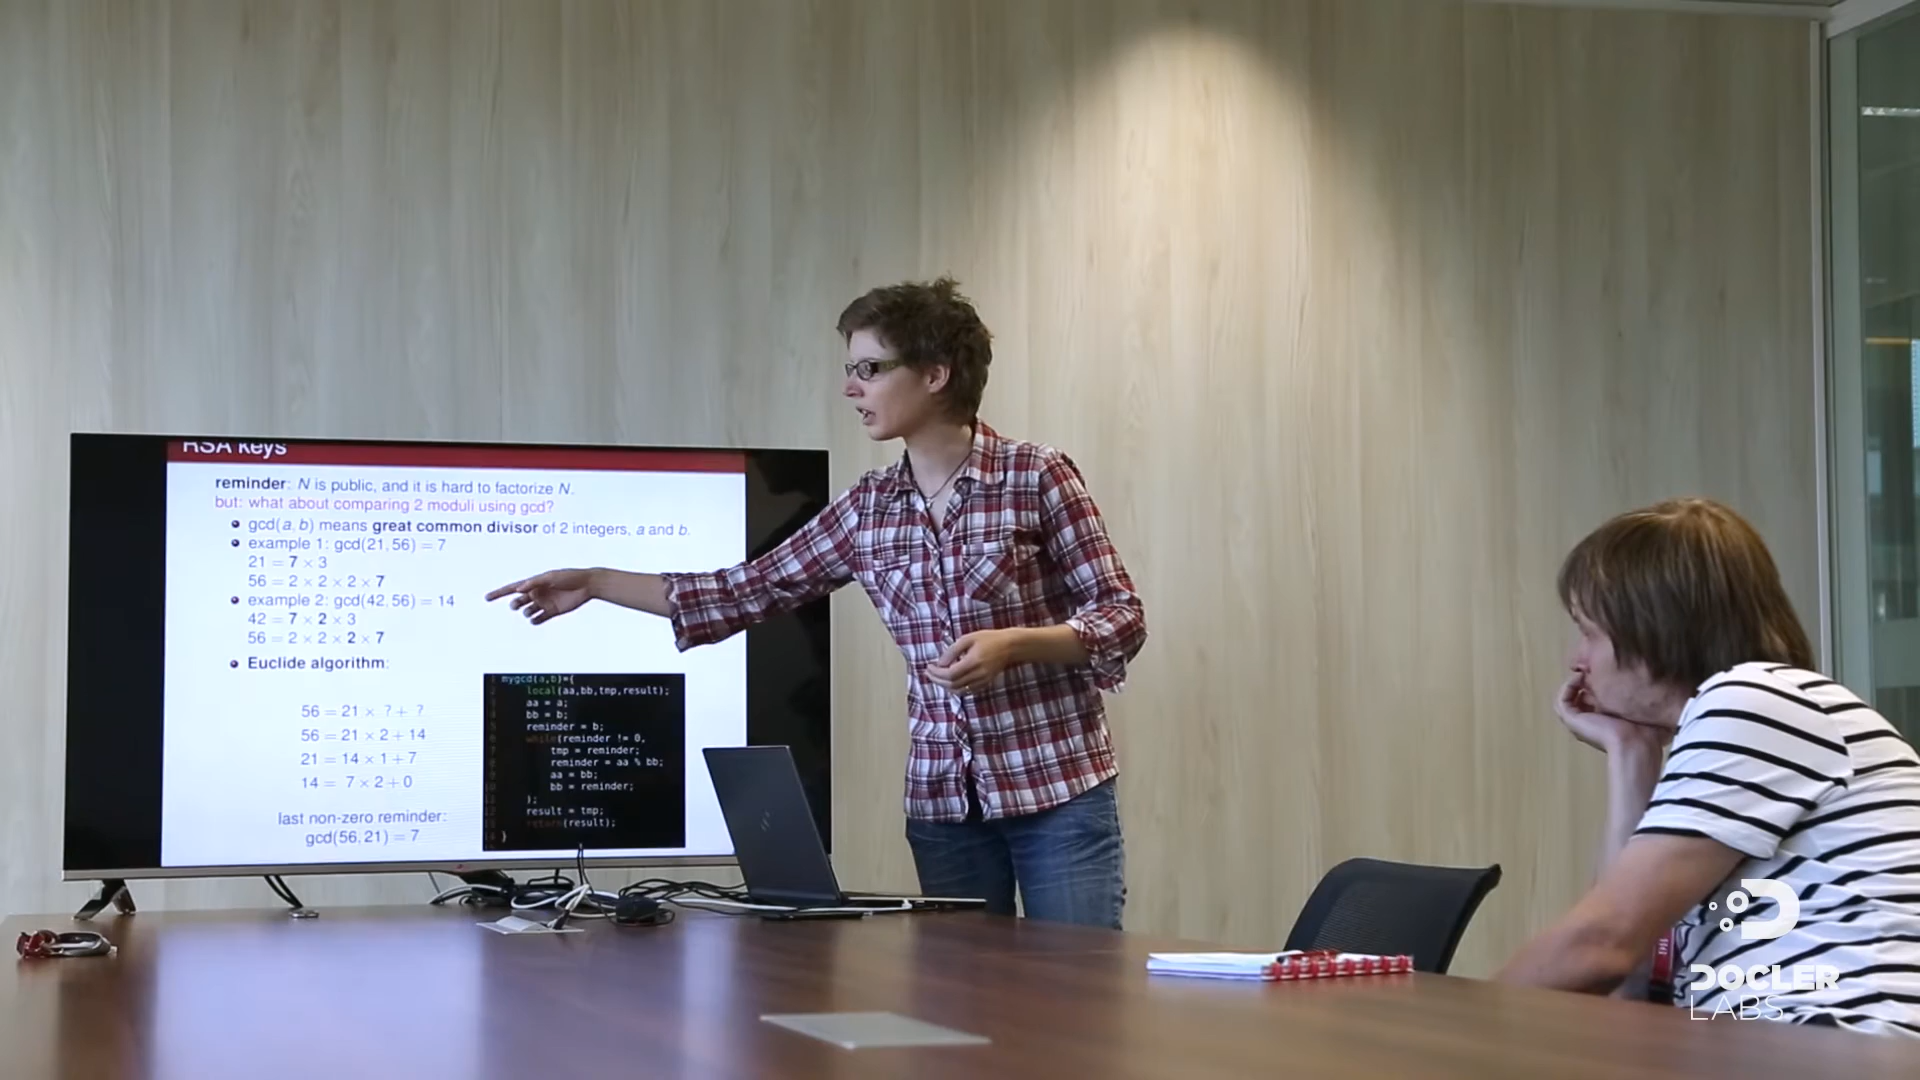 RSA keys
reminder: N is public, and it is hard to factorize N.
but: what about comparing 2 moduli using gcd?
gcd(a, b) means great common divisor of 2 integers, a and b.
example 1: gcd(21, 56) = 7
21 = 7 × 3
56 = 2 × 2 × 2 × 7
example 2: gcd(42, 56) = 14
42 = 7 × 2 × 3
56 = 2 × 2 × 2 × 7
Euclide algorithm:
56 = 21 × ? + ?
56 = 21 × 2 + 14
21 = 14 × 1 + 7
14 = 7 × 2 + 0
last non-zero reminder:
gcd(56, 21) = 7
mygcd(a,b)={
local(aa,bb,tmp,result);
aa = a;
bb = b;
reminder = b;
while(reminder != 0,
tmp = reminder;
reminder = aa % bb;
aa = bb;
bb = reminder;
);
result = tmp;
return(result);
}
DOCLER
LABS